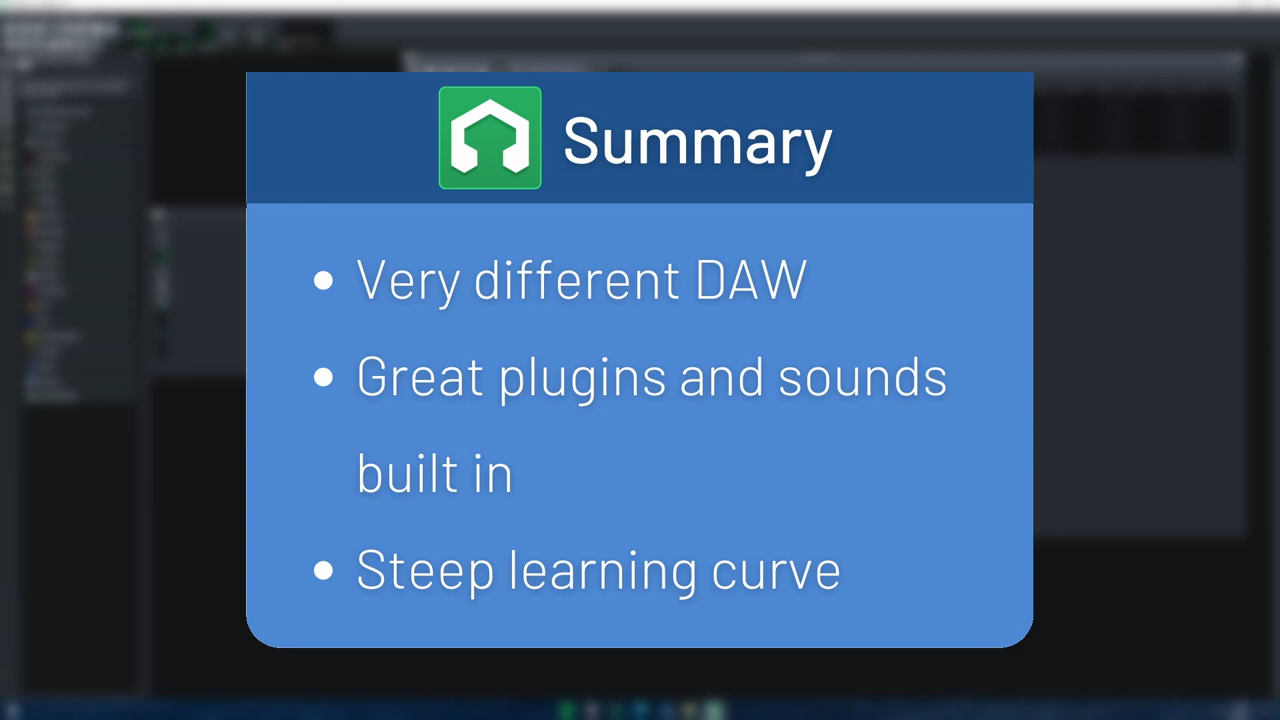 Summary
• Very different DAW
• Great plugins and sounds
built in
• Steep learning curve